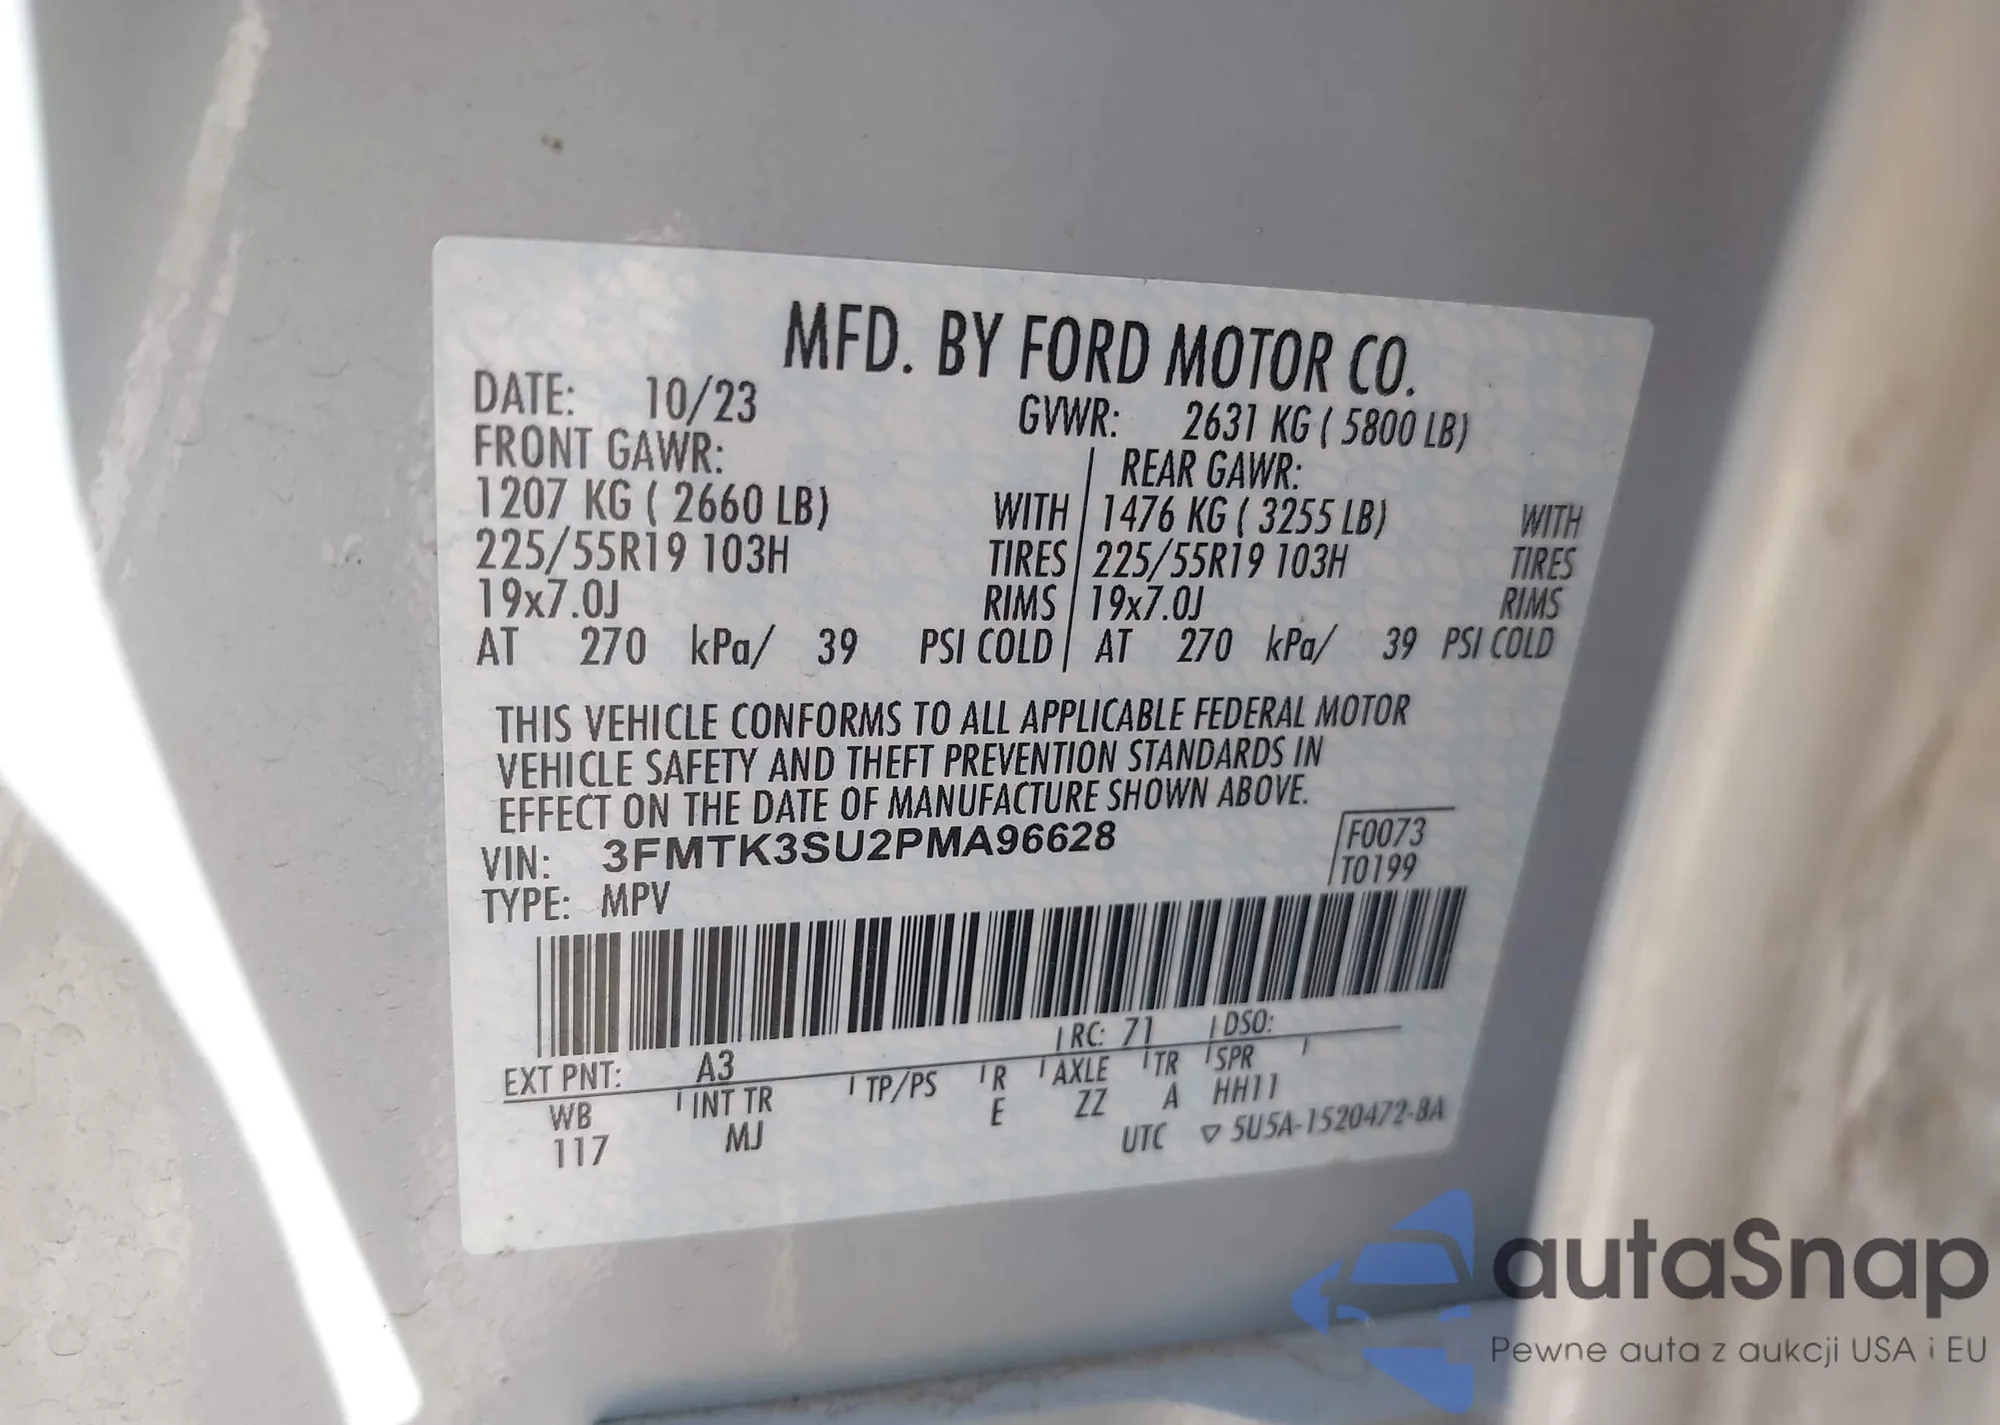 MFD. BY FORD MOTOR CO.
DATE: 10/23 GVWR: 2631 KG ( 5800 LB)
FRONT GAWR: REAR GAWR:
1207 KG ( 2660 LB) WITH 1476 KG ( 3255 LB) WITH
225/55R19 103H TIRES 225/55R19 103H TIRES
19x7.0J RIMS 19x7.0J RIMS
AT 270 kPa/ 39 PSI COLD AT 270 kPa/ 39 PSI COLD
THIS VEHICLE CONFORMS TO ALL APPLICABLE FEDERAL MOTOR
VEHICLE SAFETY AND THEFT PREVENTION STANDARDS IN
EFFECT ON THE DATE OF MANUFACTURE SHOWN ABOVE.
VIN: 3FMTK3SU2PMA96628 F0073
TYPE: MPV T0199
EXT PNT: A3 RC: 71 DSO:
WB INT TR TP/PS R AXLE TR SPR
117 MJ E ZZ A HH11
UTC ▽ 5U5A-1520472-BA
autaSnap
Pewne auta z aukcji USA i EU